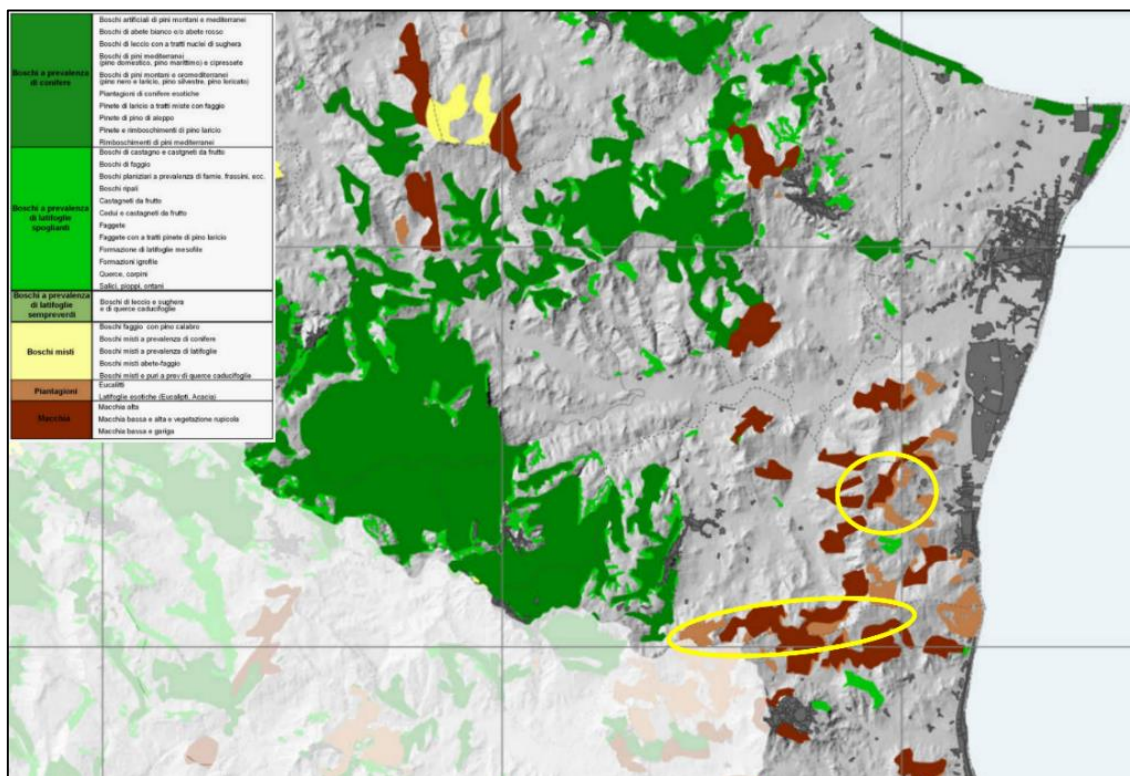 Boschi a prevalenza
di conifere
Boschi artificiali di pini montani e mediterranei
Boschi di abete bianco e/o abete rosso
Boschi di leccio con a tratti nuclei di sughera
Boschi di pini mediterranei
(pino domestico, pino marittimo) e cipressete
Boschi di pini montani e oromediterranei
(pino nero e laricio, pino silvestre, pino loricato)
Piantagioni di conifere esotiche
Pinete di laricio a tratti miste con faggio
Pinete di pino di aleppo
Pinete e rimboschimenti di pino laricio
Rimboschimenti di pini mediterranei
Boschi a prevalenza
di latifoglie
spoglianti
Boschi di castagno e castgneti da frutto
Boschi di faggio
Boschi planiziari a prevalenza di farnie, frassini, ecc.
Boschi ripali
Castagneti da frutto
Cedui e castagneti da frutto
Faggete
Faggete con a tratti pinete di pino laricio
Formazione di latifoglie mesofile
Formazioni igrofile
Querce, carpini
Salici, pioppi, ontani
Boschi a prevalenza
di latifoglie
sempreverdi
Boschi di leccio e sughera
e di querce caducifoglie
Boschi misti
Boschi faggio con pino calabro
Boschi misti a prevalenza di conifere
Boschi misti a prevalenza di latifoglie
Boschi misti abete-faggio
Boschi misti e puri a prev di querce caducifoglie
Piantagioni
Eucalitti
Latifoglie esotiche (Eucalipti, Acacia)
Macchia
Macchia alta
Macchia bassa e alta e vegetazione rupicola
Macchia bassa e gariga